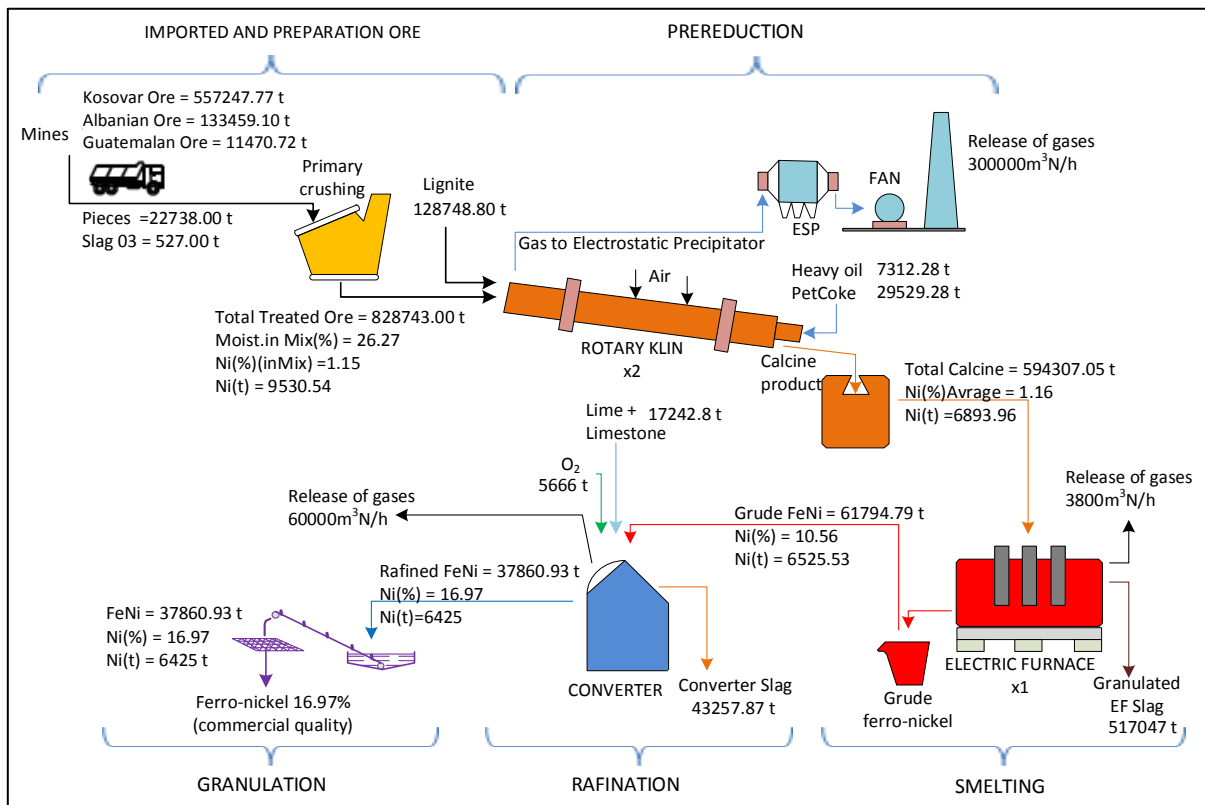 IMPORTED AND PREPARATION ORE
PREREDUCTION
Kosovar Ore = 557247.77 t
Albanian Ore = 133459.10 t
Guatemalan Ore = 11470.72 t
Mines
Pieces =22738.00 t
Slag 03 = 527.00 t
Primary
crushing
Lignite
128748.80 t
Gas to Electrostatic Precipitator
Air
ESP
FAN
Release of gases
300000m³N/h
Heavy oil 7312.28 t
PetCoke 29529.28 t
Total Treated Ore = 828743.00 t
Moist.in Mix(%) = 26.27
Ni(%)(inMix) =1.15
Ni(t) = 9530.54
ROTARY KLIN
x2
Calcine
product
Total Calcine = 594307.05 t
Ni(%)Avrage = 1.16
Ni(t) =6893.96
Lime + 17242.8 t
Limestone
O₂
5666 t
Release of gases
60000m³N/h
Grude FeNi = 61794.79 t
Ni(%) = 10.56
Ni(t) = 6525.53
Release of gases
3800m³N/h
Rafined FeNi = 37860.93 t
Ni(%) = 16.97
Ni(t)=6425
FeNi = 37860.93 t
Ni(%) = 16.97
Ni(t) = 6425 t
Ferro-nickel 16.97%
(commercial quality)
CONVERTER
Converter Slag
43257.87 t
Grude
ferro-nickel
ELECTRIC FURNACE
x1
Granulated
EF Slag
517047 t
GRANULATION
RAFINATION
SMELTING